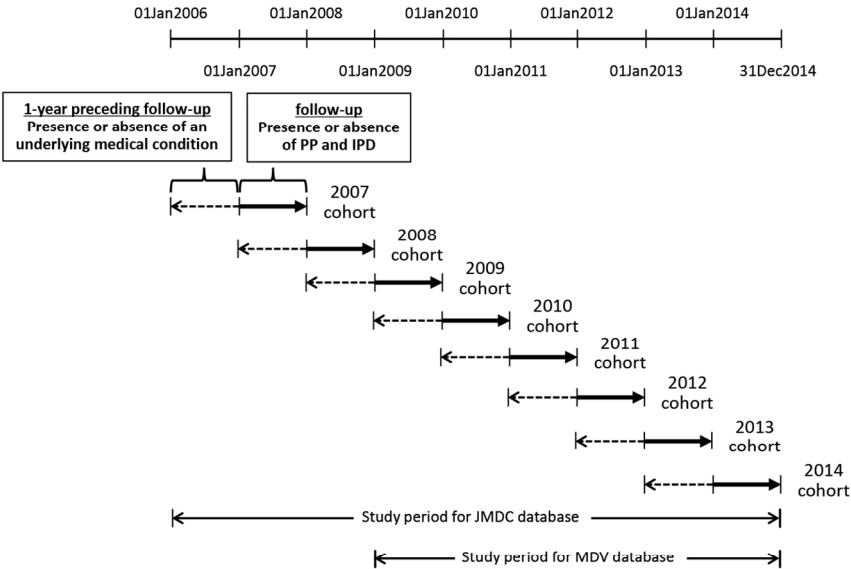 01Jan2006 01Jan2008 01Jan2010 01Jan2012 01Jan2014
01Jan2007 01Jan2009 01Jan2011 01Jan2013 31Dec2014
1-year preceding follow-up
Presence or absence of an
underlying medical condition
follow-up
Presence or absence
of PP and IPD
2007
cohort
2008
cohort
2009
cohort
2010
cohort
2011
cohort
2012
cohort
2013
cohort
2014
cohort
Study period for JMDC database
Study period for MDV database